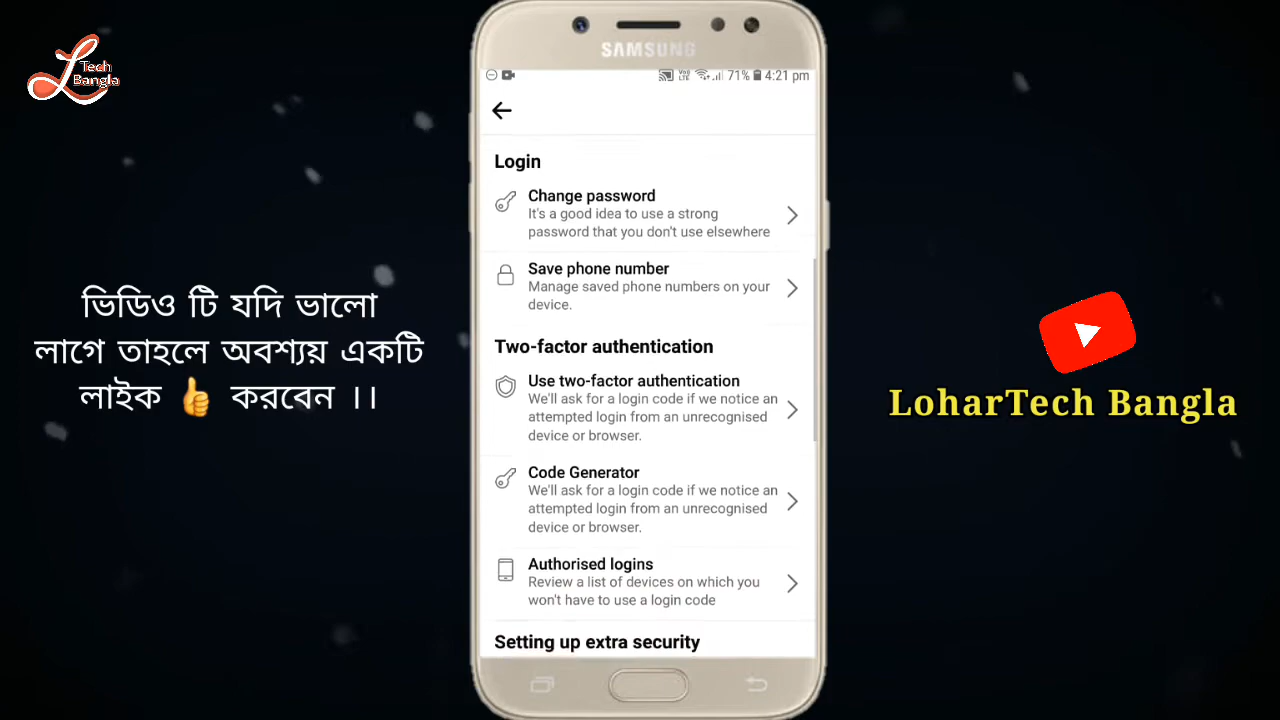 Tech
Bangla
ভিডিও টি যদি ভালো
লাগে তাহলে অবশ্যয় একটি
লাইক 👍 করবেন ।।
SAMSUNG
VoLTE 71% 4:21 pm
Login
Change password
It's a good idea to use a strong
password that you don't use elsewhere
Save phone number
Manage saved phone numbers on your
device.
Two-factor authentication
Use two-factor authentication
We'll ask for a login code if we notice an
attempted login from an unrecognised
device or browser.
Code Generator
We'll ask for a login code if we notice an
attempted login from an unrecognised
device or browser.
Authorised logins
Review a list of devices on which you
won't have to use a login code
Setting up extra security
LoharTech Bangla